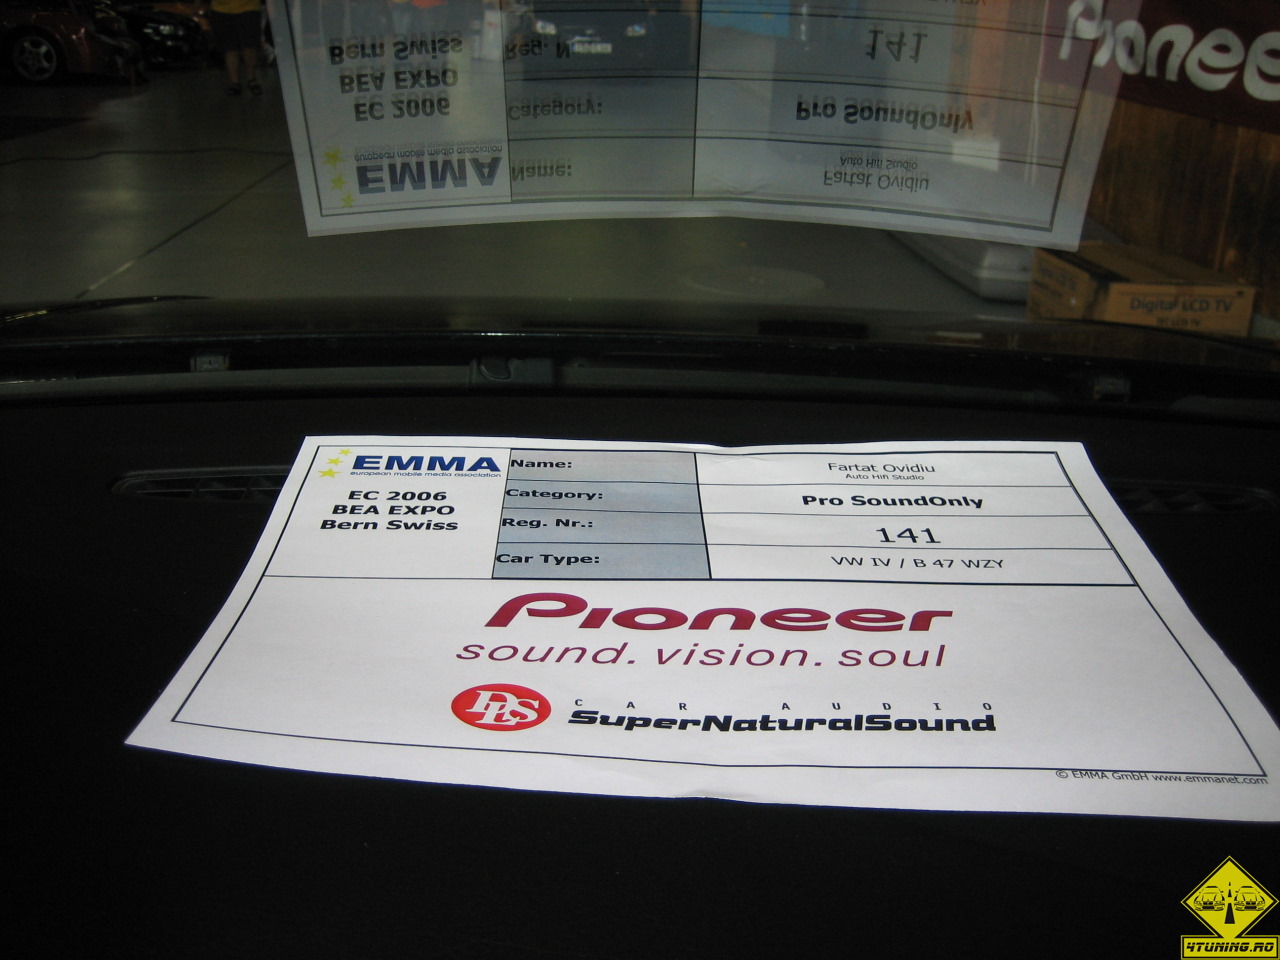 Pioneer
Digital LCD TV
EMMA
european mobile media association
EC 2006
BEA EXPO
Bern Swiss
Name:
Fartat Ovidiu
Auto Hifi Studio
Category:
Pro SoundOnly
Reg. Nr.:
141
Car Type:
VW IV / B 47 WZY
Pioneer
sound.vision.soul
DLS
CAR AUDIO
SuperNaturalSound
© EMMA GmbH www.emmanet.com
4TUNING.RO